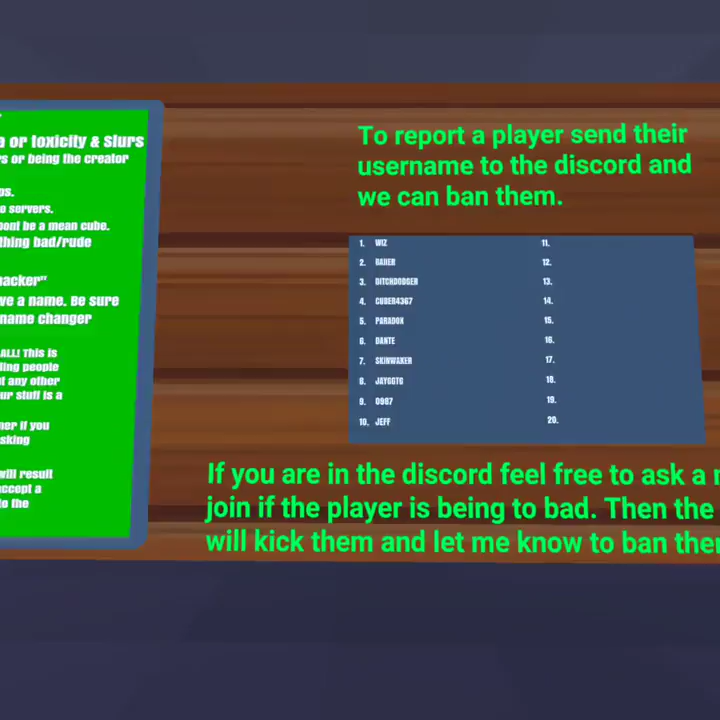 a or toxicity & Slurs
rs or being the creator
ps.
e servers.
bout be a mean cube.
thing bad/rude
hacker"
ve a name. Be sure
name changer
ALL! This is
ling people
any other
ur stuff is a
ner if you
sking
will result
accept a
to the
To report a player send their
username to the discord and
we can ban them.
1. WIZ
2. BAHER
3. DITCHDODGER
4. CUBER4367
5. PARADOX
6. DANTE
7. SKINWAKER
8. JAYGGTG
9. 0987
10. JEFF
11.
12.
13.
14.
15.
16.
17.
18.
19.
20.
If you are in the discord feel free to ask a
join if the player is being to bad. Then the
will kick them and let me know to ban them